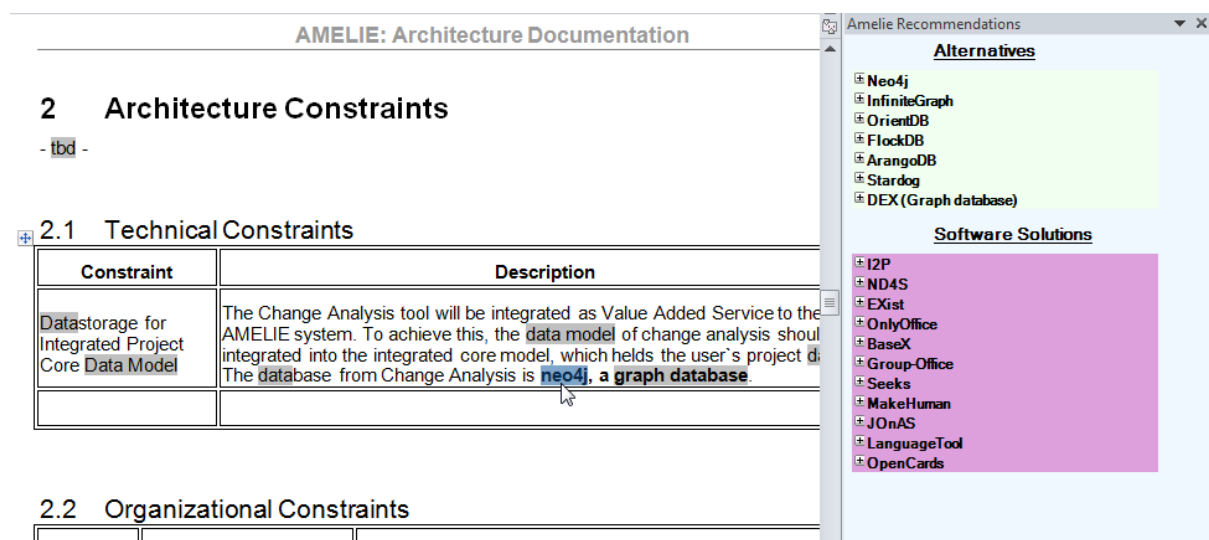 AMELIE: Architecture Documentation
2 Architecture Constraints
- tbd -
2.1 Technical Constraints
Constraint Description
Datastorage for
Integrated Project
Core Data Model
The Change Analysis tool will be integrated as Value Added Service to the
AMELIE system. To achieve this, the data model of change analysis shoul
integrated into the integrated core model, which helds the user`s project da
The database from Change Analysis is neo4j, a graph database.
2.2 Organizational Constraints
Amelie Recommendations
Alternatives
Neo4j
InfiniteGraph
OrientDB
FlockDB
ArangoDB
Stardog
DEX (Graph database)
Software Solutions
I2P
ND4S
EXist
OnlyOffice
BaseX
Group-Office
Seeks
MakeHuman
JOnAS
LanguageTool
OpenCards